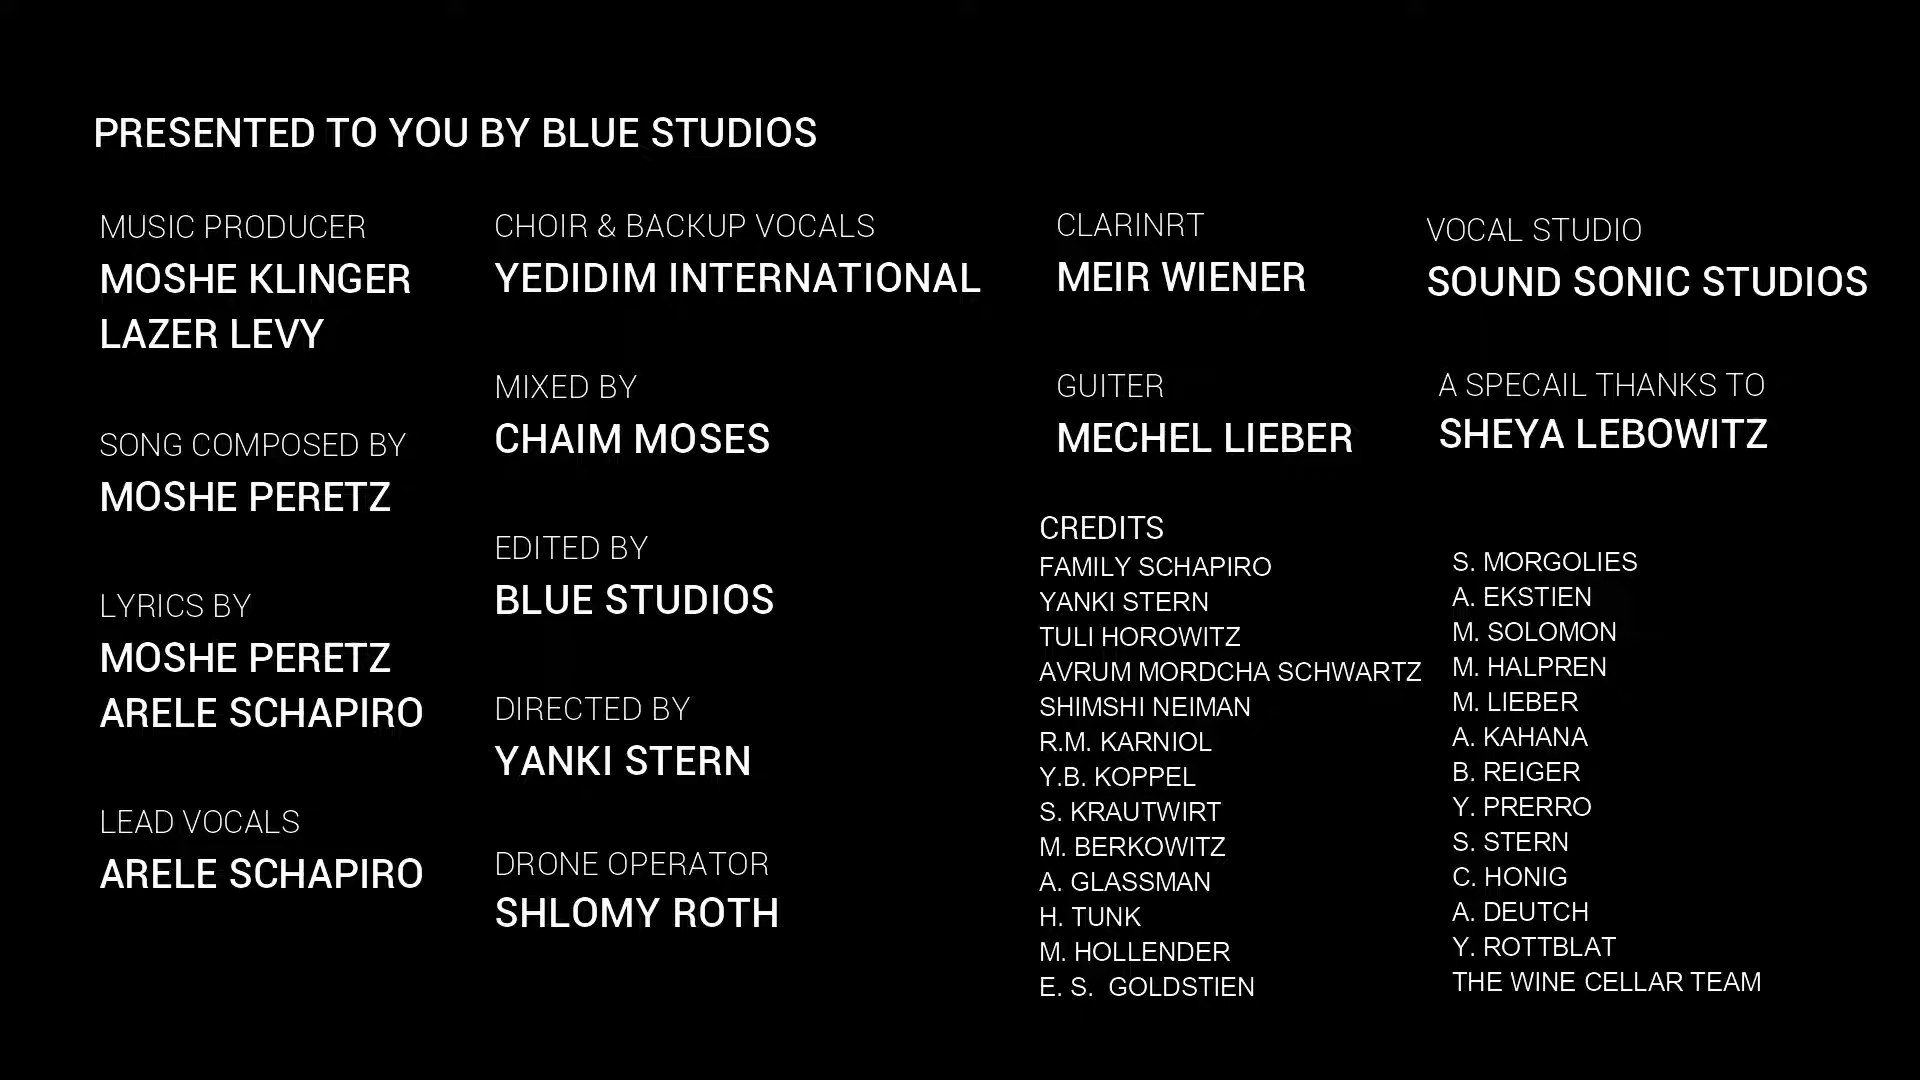 PRESENTED TO YOU BY BLUE STUDIOS
MUSIC PRODUCER
MOSHE KLINGER
LAZER LEVY
SONG COMPOSED BY
MOSHE PERETZ
LYRICS BY
MOSHE PERETZ
ARELE SCHAPIRO
LEAD VOCALS
ARELE SCHAPIRO
CHOIR & BACKUP VOCALS
YEDIDIM INTERNATIONAL
MIXED BY
CHAIM MOSES
EDITED BY
BLUE STUDIOS
DIRECTED BY
YANKI STERN
DRONE OPERATOR
SHLOMY ROTH
CLARINRT
MEIR WIENER
GUITER
MECHEL LIEBER
VOCAL STUDIO
SOUND SONIC STUDIOS
A SPECAIL THANKS TO
SHEYA LEBOWITZ
CREDITS
FAMILY SCHAPIRO
YANKI STERN
TULI HOROWITZ
AVRUM MORDCHA SCHWARTZ
SHIMSHI NEIMAN
R.M. KARNIOL
Y.B. KOPPEL
S. KRAUTWIRT
M. BERKOWITZ
A. GLASSMAN
H. TUNK
M. HOLLENDER
E. S.  GOLDSTIEN
S. MORGOLIES
A. EKSTIEN
M. SOLOMON
M. HALPREN
M. LIEBER
A. KAHANA
B. REIGER
Y. PRERRO
S. STERN
C. HONIG
A. DEUTCH
Y. ROTTBLAT
THE WINE CELLAR TEAM